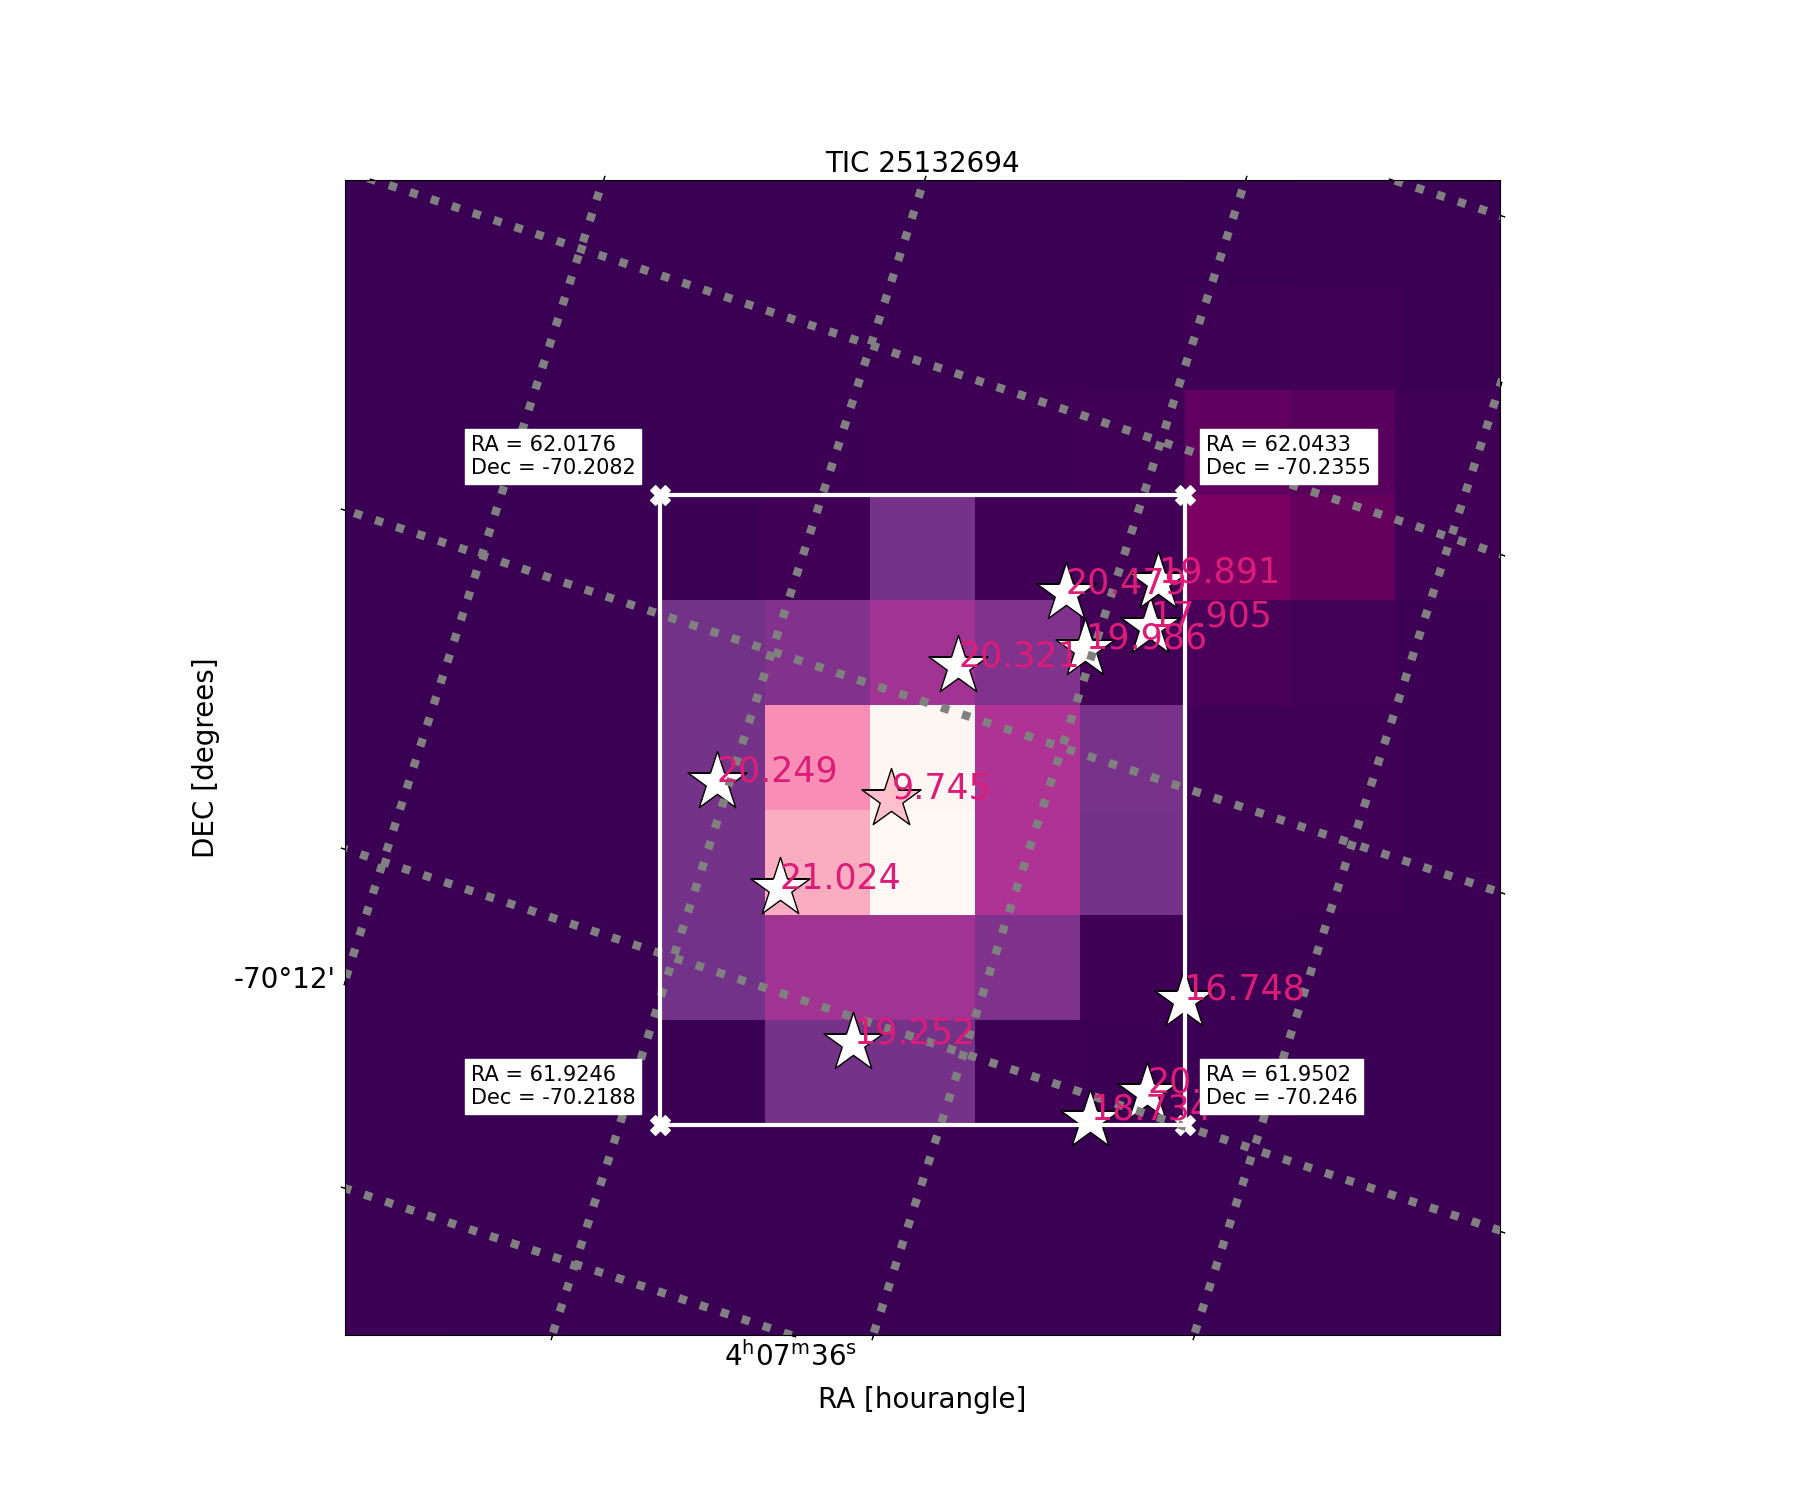 TIC 25132694
RA = 62.0176
Dec = -70.2082
RA = 62.0433
Dec = -70.2355
20.479
19.891
17.905
19.986
20.321
20.249
9.745
21.024
16.748
19.252
20.
18.734
RA = 61.9246
Dec = -70.2188
RA = 61.9502
Dec = -70.246
DEC [degrees]
-70°12'
4h07m36s
RA [hourangle]